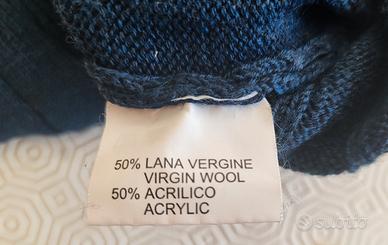 50% LANA VERGINE
VIRGIN WOOL
50% ACRILICO
ACRYLIC
subito